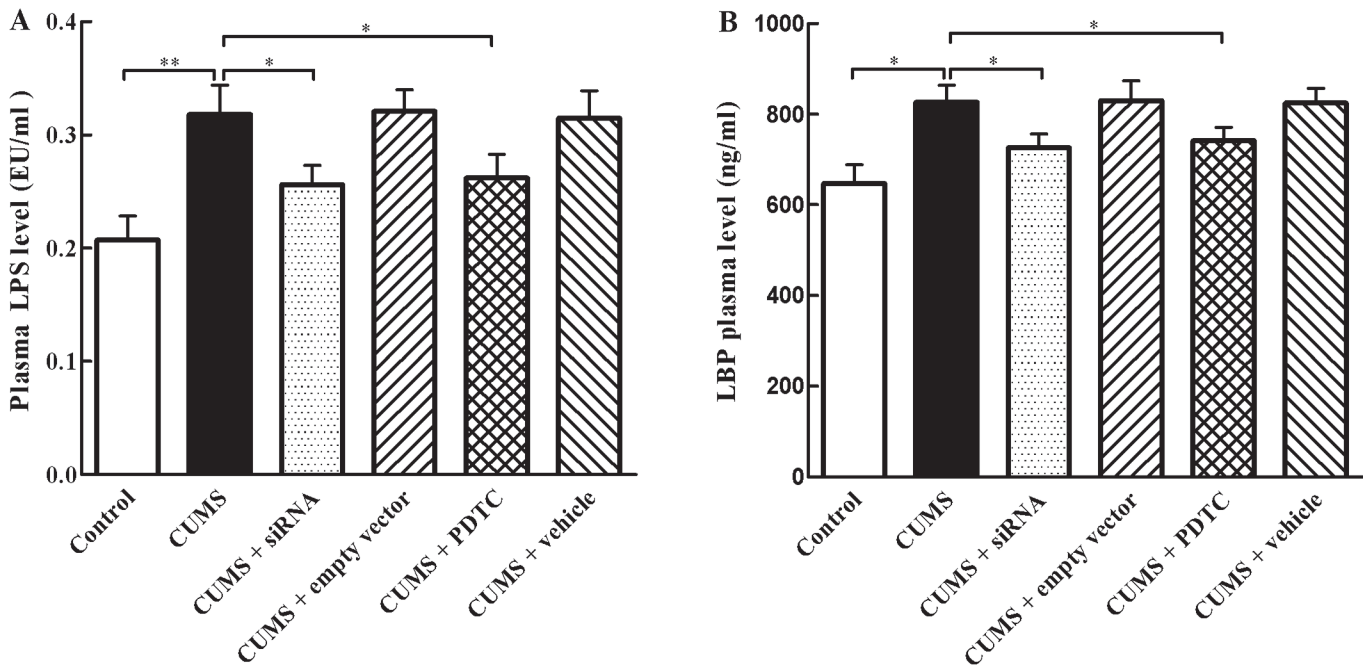 A
Plasma LPS level (EU/ml)
0.4
0.3
0.2
0.1
0.0
**
*
*
Control
CUMS
CUMS + siRNA
CUMS + empty vector
CUMS + PDTC
CUMS + vehicle
B
LBP plasma level (ng/ml)
1000
800
600
400
200
0
*
*
*
Control
CUMS
CUMS + siRNA
CUMS + empty vector
CUMS + PDTC
CUMS + vehicle